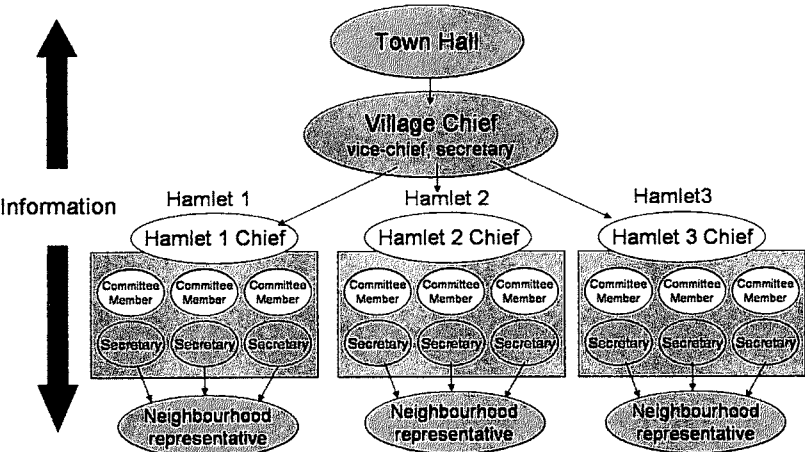 Town Hall
Village Chief
vice-chief, secretary
Information
Hamlet 1
Hamlet 2
Hamlet3
Hamlet 1 Chief
Hamlet 2 Chief
Hamlet 3 Chief
Committee
Member
Committee
Member
Committee
Member
Committee
Member
Committee
Member
Committee
Member
Committee
Member
Committee
Member
Committee
Member
Secretary
Secretary
Secretary
Secretary
Secretary
Secretary
Secretary
Secretary
Secretary
Neighbourhood
representative
Neighbourhood
representative
Neighbourhood
representative